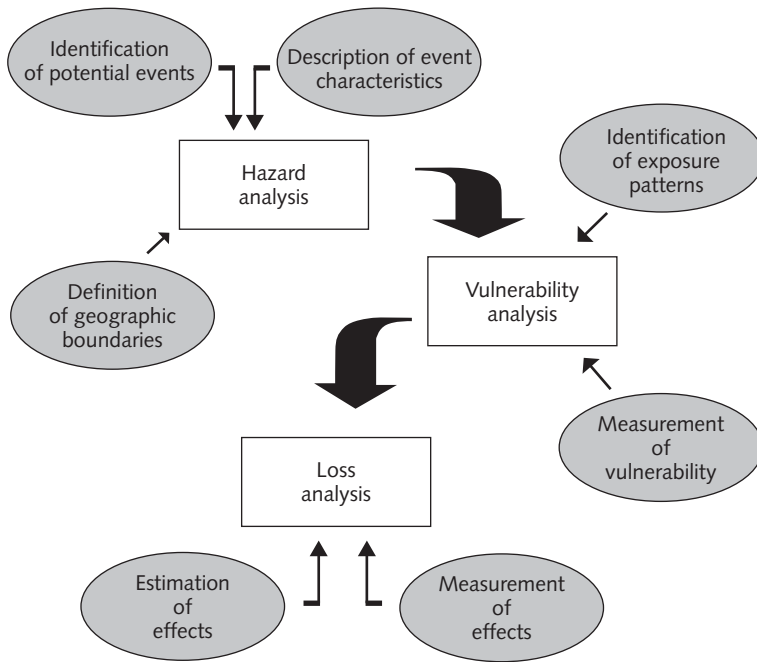 Identification
of potential events
Description of event
characteristics
Hazard
analysis
Identification
of exposure
patterns
Definition
of geographic
boundaries
Vulnerability
analysis
Measurement
of
vulnerability
Loss
analysis
Estimation
of
effects
Measurement
of
effects